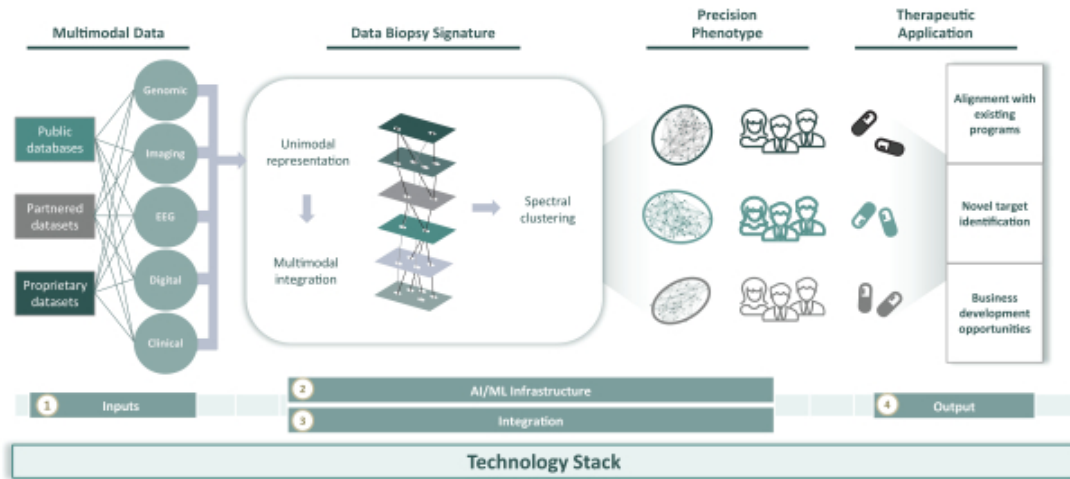 Multimodal Data
Data Biopsy Signature
Precision
Phenotype
Therapeutic
Application
Public
databases
Partnered
datasets
Proprietary
datasets
Genomic
Imaging
EEG
Digital
Clinical
Unimodal
representation
Multimodal
integration
Spectral
clustering
Alignment with
existing
programs
Novel target
identification
Business
development
opportunities
1 Inputs
2 AI/ML Infrastructure
3 Integration
4 Output
Technology Stack